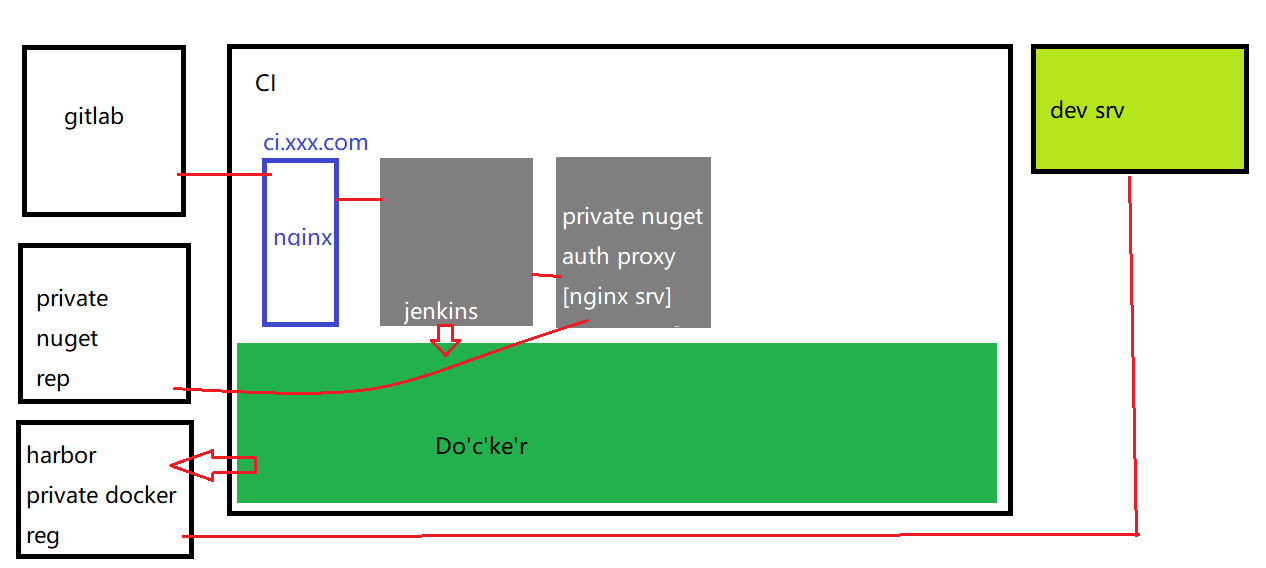 gitlab
CI
dev srv
ci.xxx.com
nginx
private nuget
auth proxy
[nginx srv]
jenkins
private
nuget
rep
Do'c'ke'r
harbor
private docker
reg